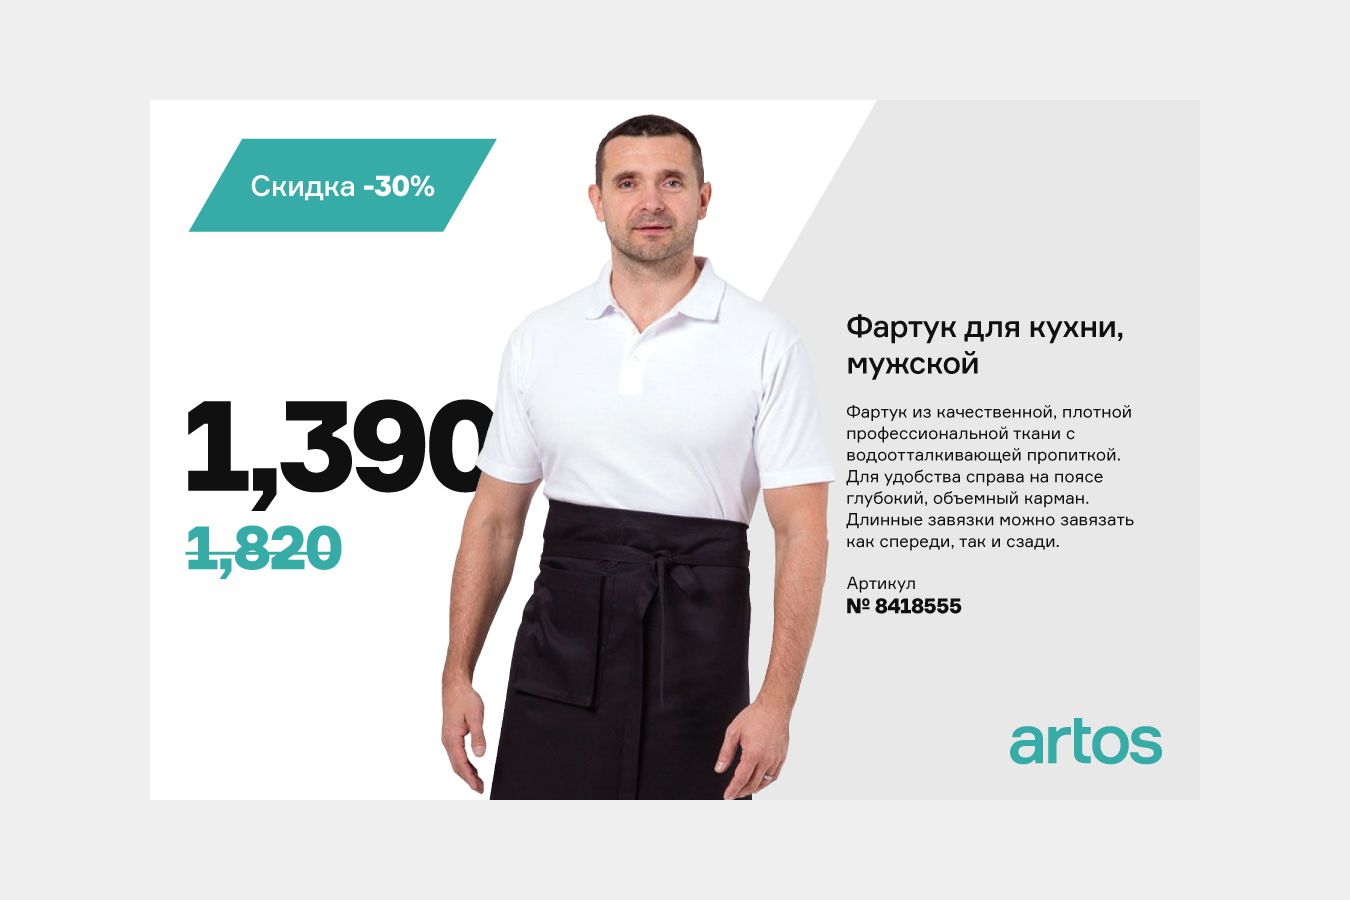 Скидка -30%
1,390
1,820
Фартук для кухни,
мужской
Фартук из качественной, плотной
профессиональной ткани с
водоотталкивающей пропиткой.
Для удобства справа на поясе
глубокий, объемный карман.
Длинные завязки можно завязать
как спереди, так и сзади.
Артикул
№ 8418555
artos